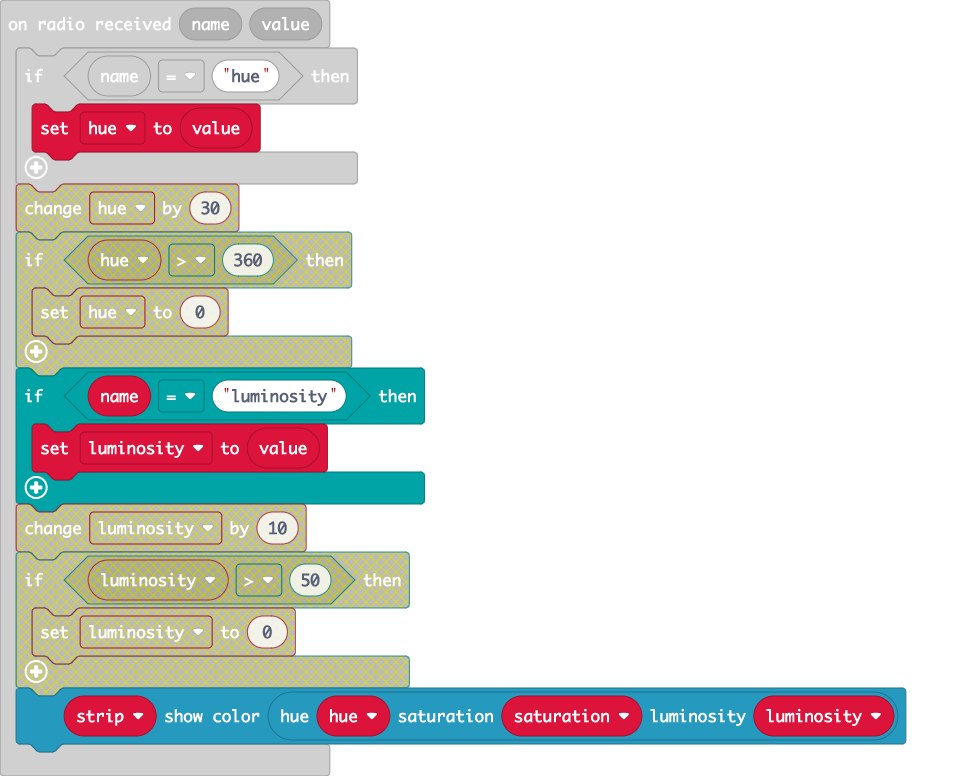 on radio received name value
if name = "hue" then
set hue to value
change hue by 30
if hue > 360 then
set hue to 0
if name = "luminosity" then
set luminosity to value
change luminosity by 10
if luminosity > 50 then
set luminosity to 0
strip show color hue hue saturation saturation luminosity luminosity